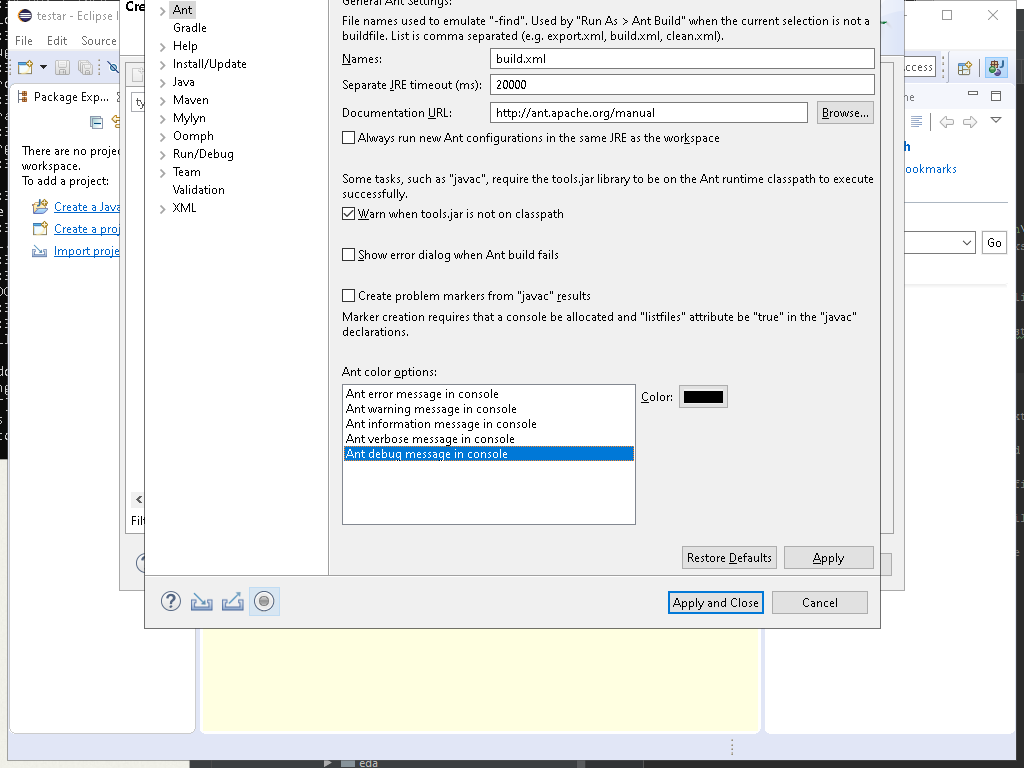 testar - Eclipse I
File Edit Source
Package Exp...
There are no proje
workspace.
To add a project:
Create a Java
Create a proj
Import proje
Cre
ty
Filt
Ant
Gradle
Help
Install/Update
Java
Maven
Mylyn
Oomph
Run/Debug
Team
Validation
XML
General Ant Settings:
File names used to emulate "-find". Used by "Run As > Ant Build" when the current selection is not a
buildfile. List is comma separated (e.g. export.xml, build.xml, clean.xml).
Names: build.xml
Separate JRE timeout (ms): 20000
Documentation URL: http://ant.apache.org/manual Browse...
Always run new Ant configurations in the same JRE as the workspace
Some tasks, such as "javac", require the tools.jar library to be on the Ant runtime classpath to execute
successfully.
Warn when tools.jar is not on classpath
Show error dialog when Ant build fails
Create problem markers from "javac" results
Marker creation requires that a console be allocated and "listfiles" attribute be "true" in the "javac"
declarations.
Ant color options:
Ant error message in console
Ant warning message in console
Ant information message in console
Ant verbose message in console
Ant debug message in console
Color:
Restore Defaults Apply
Apply and Close Cancel
ccess
ne
h
ookmarks
Go
eda